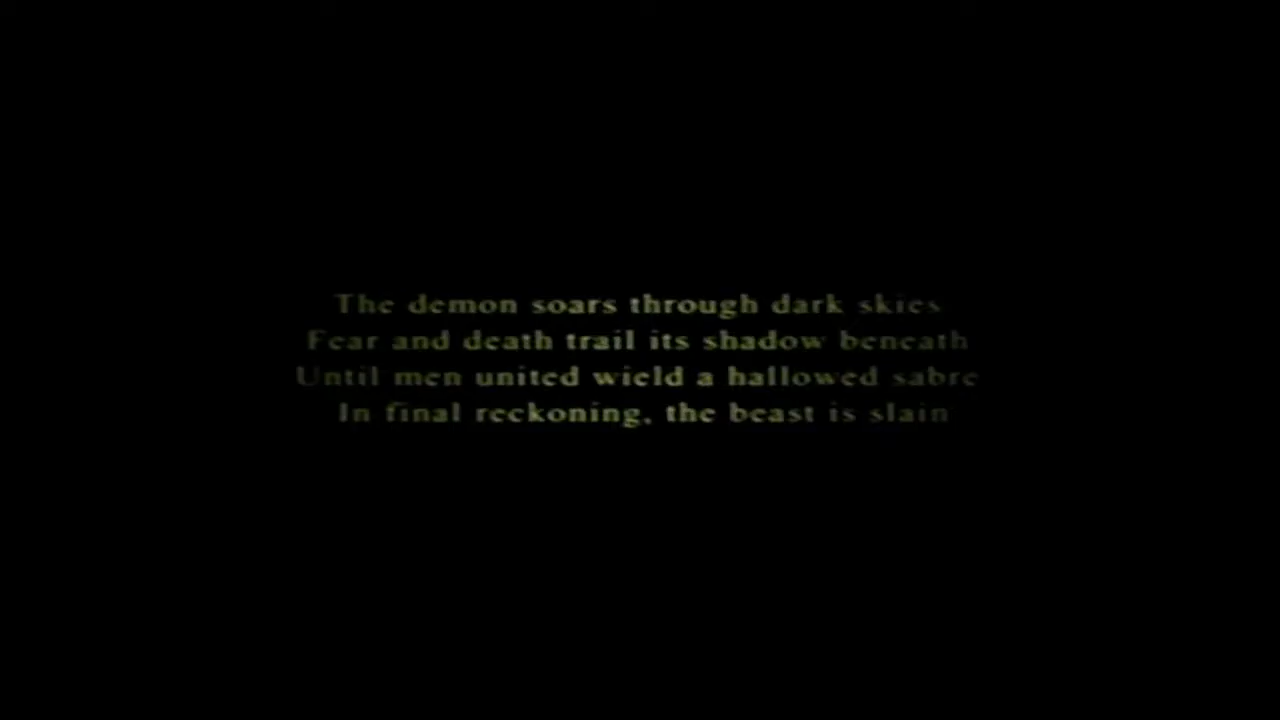 The demon soars through dark skies
Fear and death trail its shadow beneath
Until men united wield a hallowed sabre
In final reckoning, the beast is slain